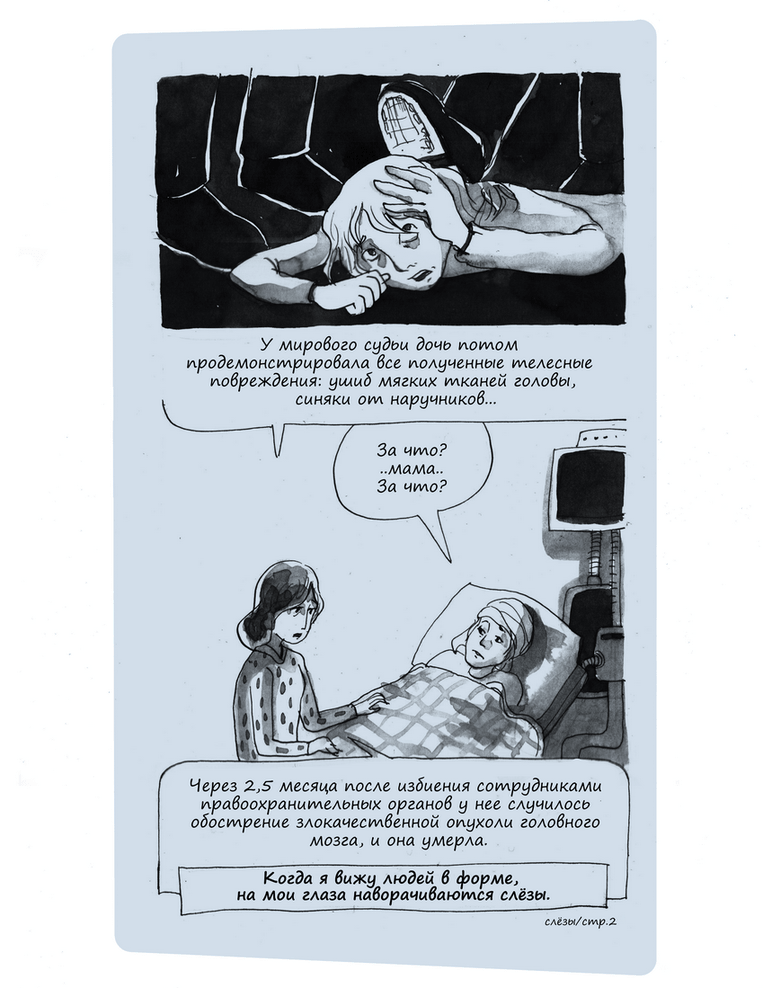 У мирового судьи дочь потом
продемонстрировала все полученные телесные
повреждения: ушиб мягких тканей головы,
синяки от наручников...
За что?
..мама..
За что?
Через 2,5 месяца после избиения сотрудниками
правоохранительных органов у нее случилось
обострение злокачественной опухоли головного
мозга, и она умерла.
Когда я вижу людей в форме,
на мои глаза наворачиваются слёзы.
слёзы/стр.2